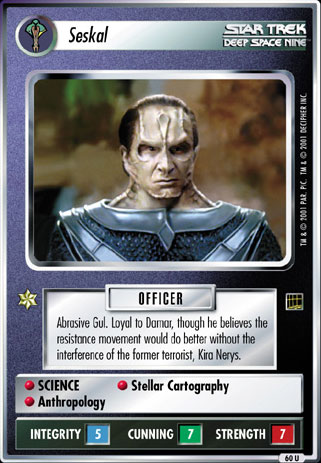 Seskal
STAR TREK
DEEP SPACE NINE
TM & © 2001 PAR. PIC. TM & © 2001 DECIPHER INC.
OFFICER
Abrasive Gul. Loyal to Damar, though he believes the
resistance movement would do better without the
interference of the former terrorist, Kira Nerys.
SCIENCE Stellar Cartography
Anthropology
INTEGRITY 5 CUNNING 7 STRENGTH 7
60 U